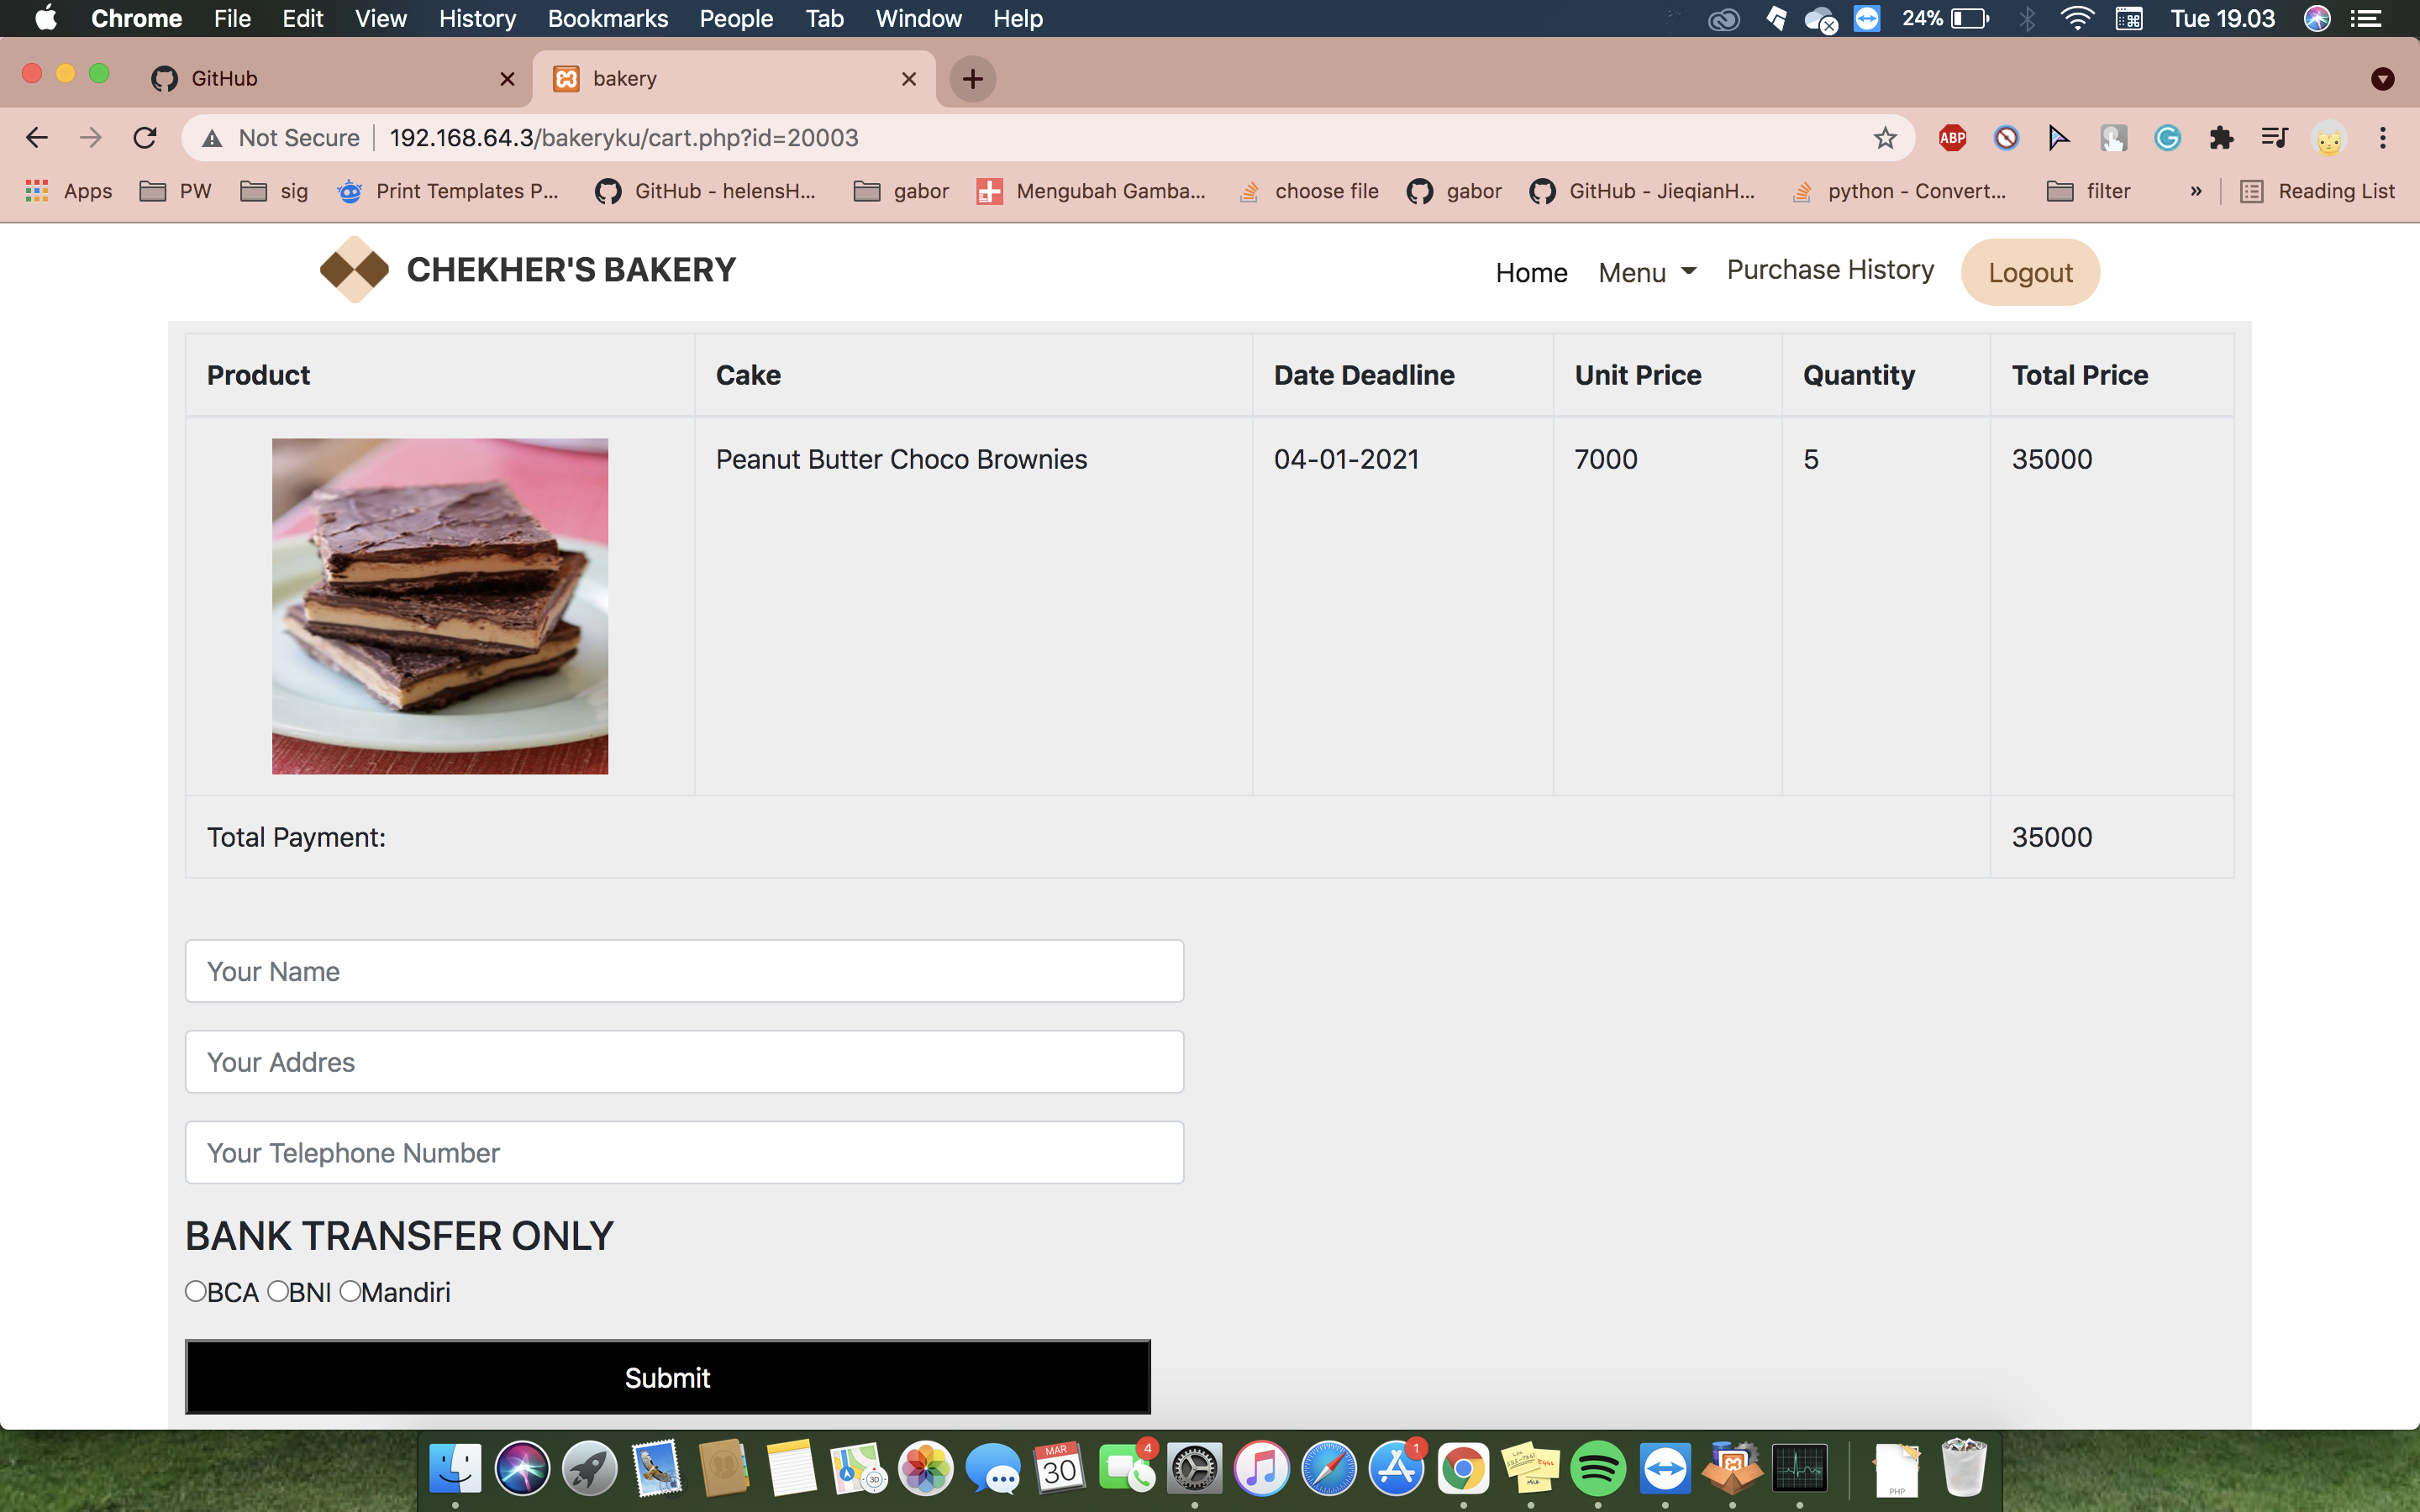 Chrome File Edit View History Bookmarks People Tab Window Help 24% Tue 19.03
GitHub bakery
Not Secure 192.168.64.3/bakeryku/cart.php?id=20003 ABP
Apps PW sig Print Templates P... GitHub - helensH... gabor Mengubah Gamba... choose file gabor GitHub - JieqianH... python - Convert... filter » Reading List
CHEKHER'S BAKERY Home Menu Purchase History Logout
Product Cake Date Deadline Unit Price Quantity Total Price
Peanut Butter Choco Brownies 04-01-2021 7000 5 35000
Total Payment: 35000
Your Name
Your Addres
Your Telephone Number
BANK TRANSFER ONLY
BCA BNI Mandiri
Submit
3D MAR 30 4 1 PHP